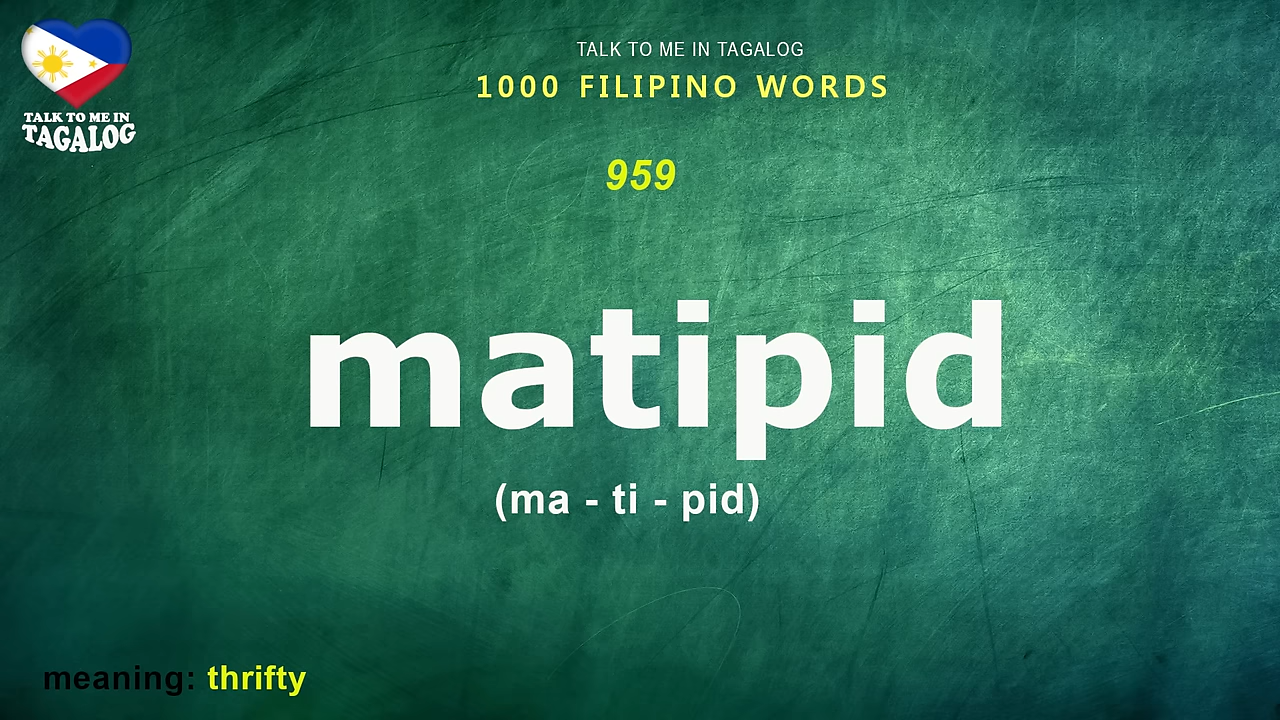 TALK TO ME IN TAGALOG
1000 FILIPINO WORDS
TALK TO ME IN
TAGALOG
959
matipid
(ma - ti - pid)
meaning: thrifty